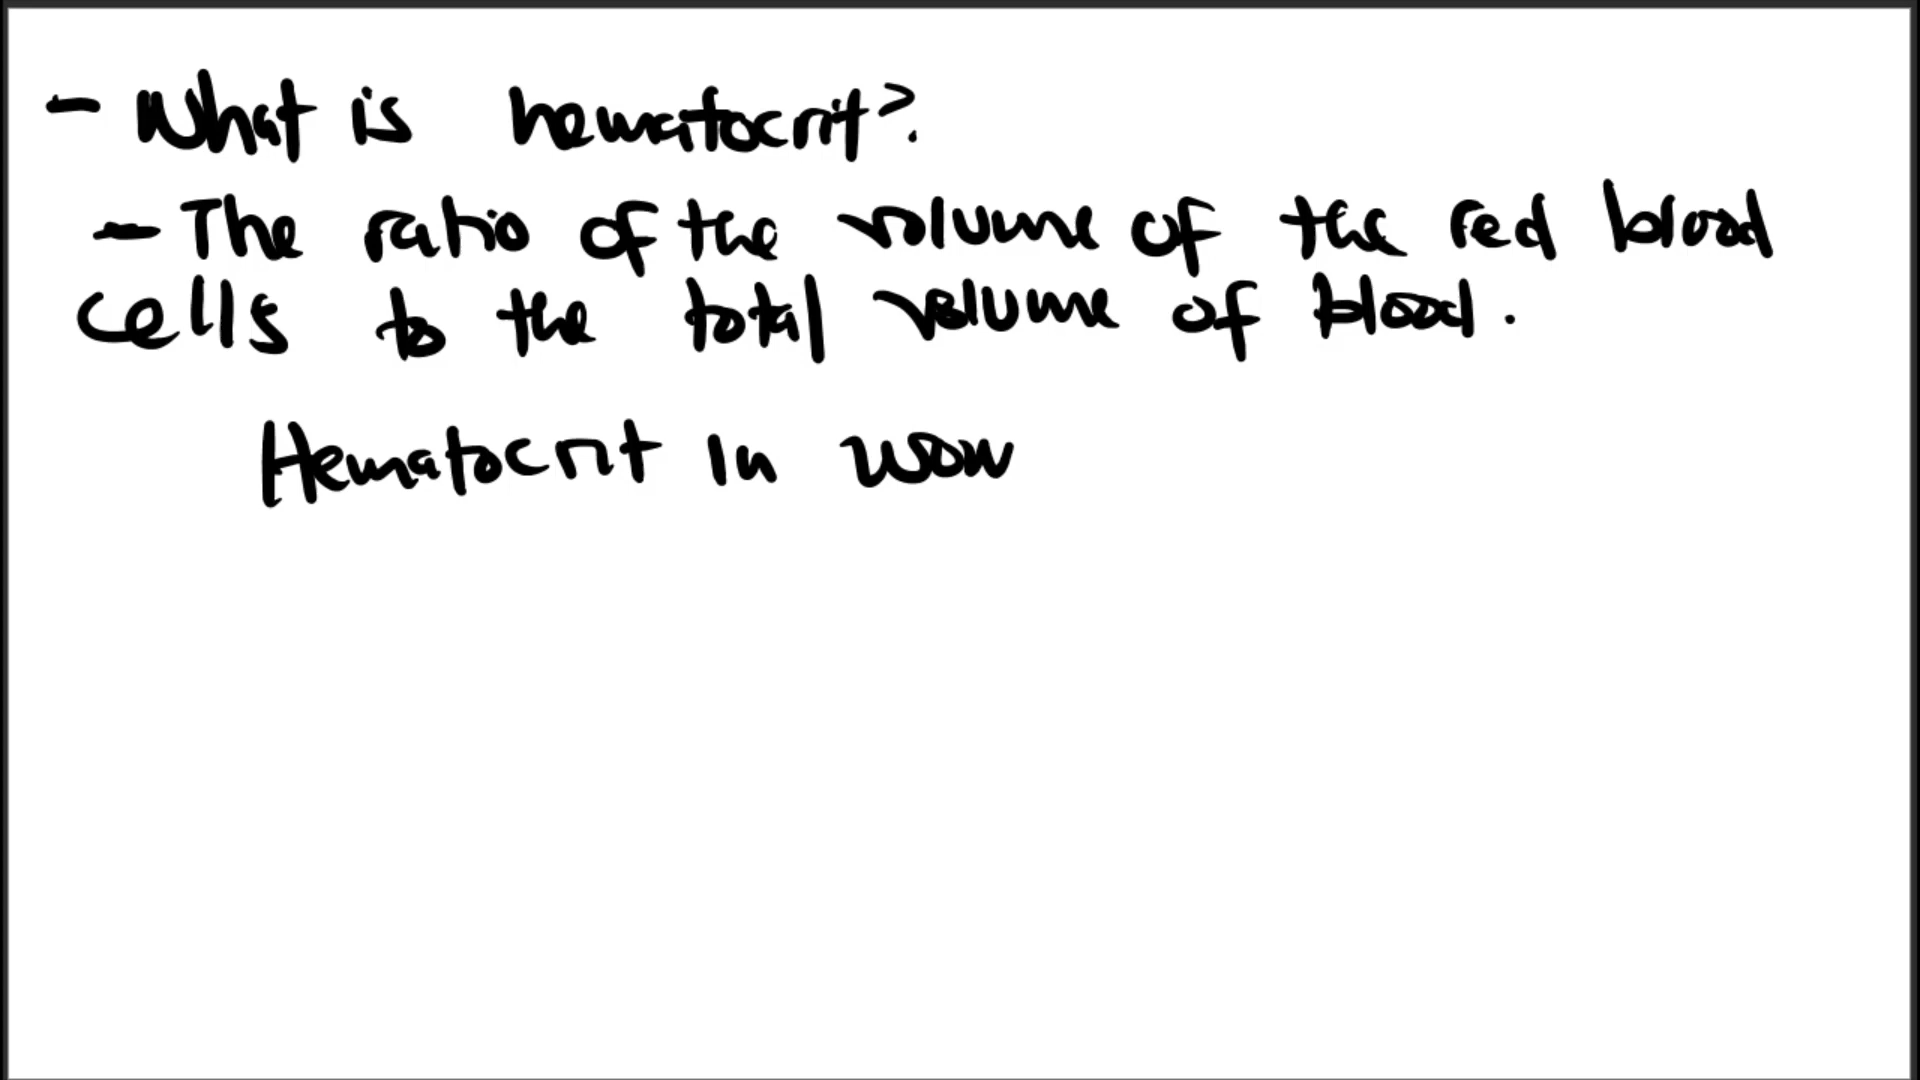 - What is hematocrit?
- The ratio of the volume of the red blood
cells to the total volume of blood.
Hematocrit in wom